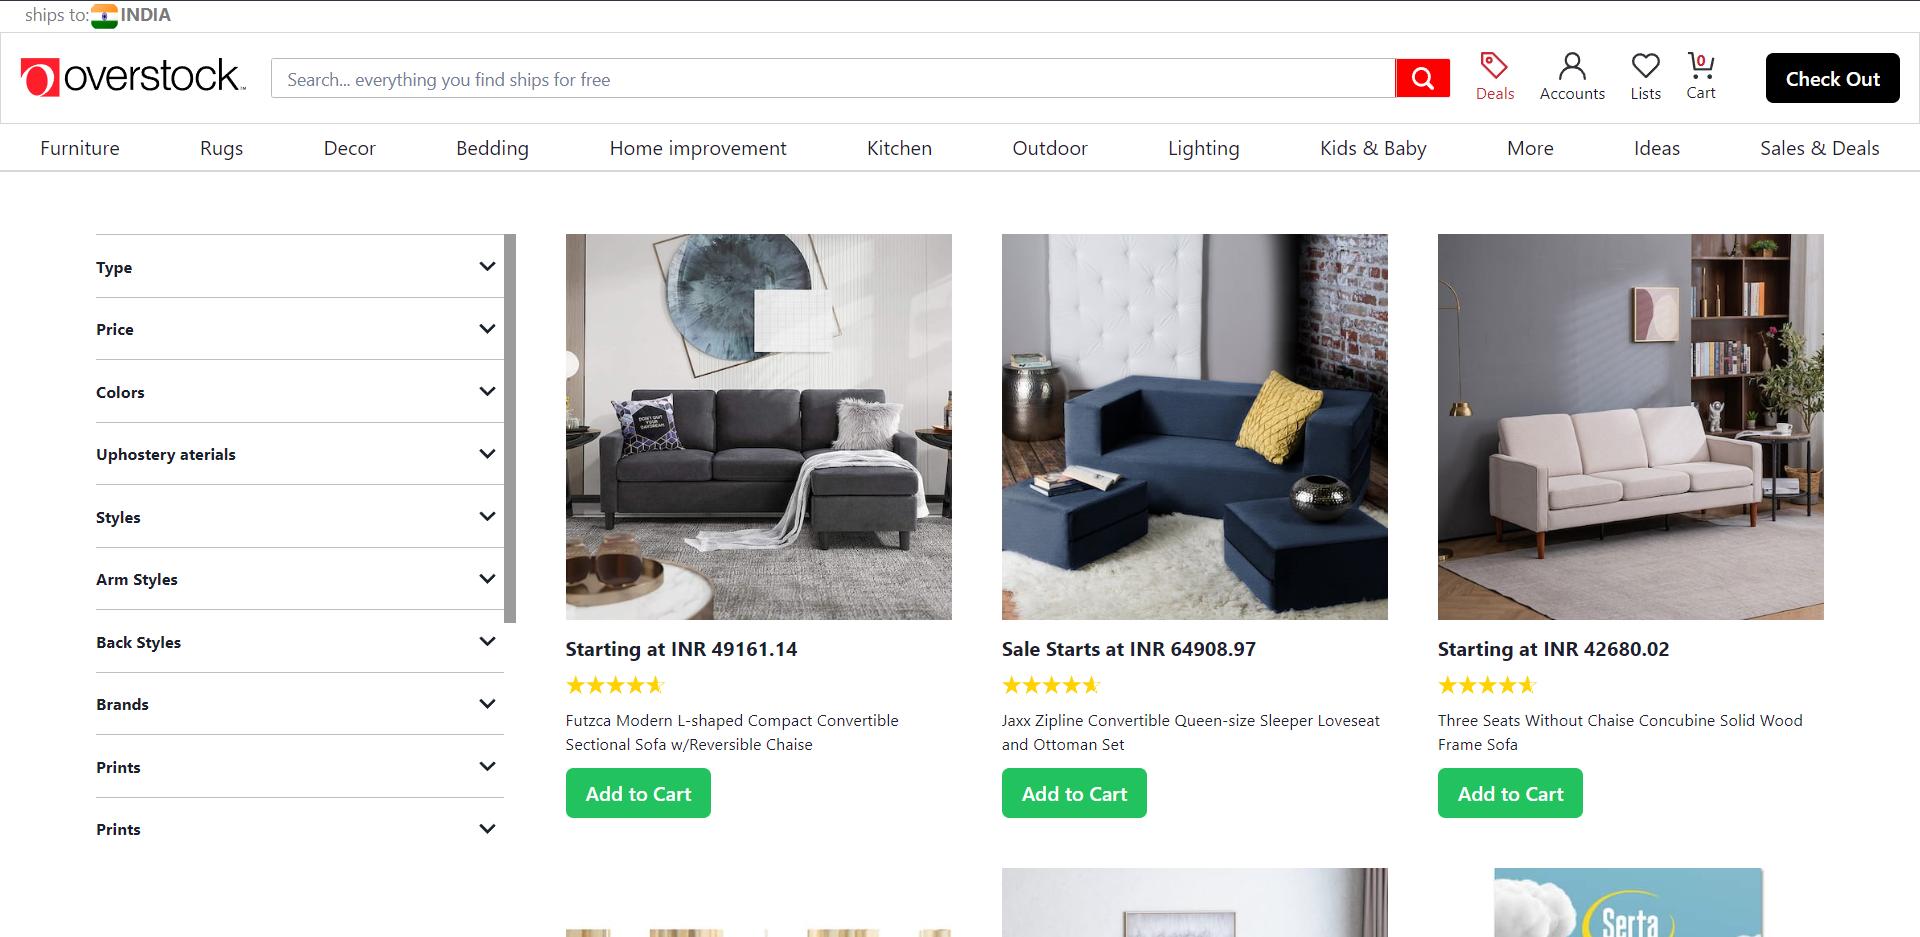 ships to: INDIA
overstock™
Search... everything you find ships for free
Deals
Accounts
Lists
0
Cart
Check Out
Furniture
Rugs
Decor
Bedding
Home improvement
Kitchen
Outdoor
Lighting
Kids & Baby
More
Ideas
Sales & Deals
Type
Price
Colors
Uphostery aterials
Styles
Arm Styles
Back Styles
Brands
Prints
Prints
DON'T QUIT
YOUR
DAYDREAM
Starting at INR 49161.14
Futzca Modern L-shaped Compact Convertible
Sectional Sofa w/Reversible Chaise
Add to Cart
Sale Starts at INR 64908.97
Jaxx Zipline Convertible Queen-size Sleeper Loveseat
and Ottoman Set
Add to Cart
Starting at INR 42680.02
Three Seats Without Chaise Concubine Solid Wood
Frame Sofa
Add to Cart
Serta